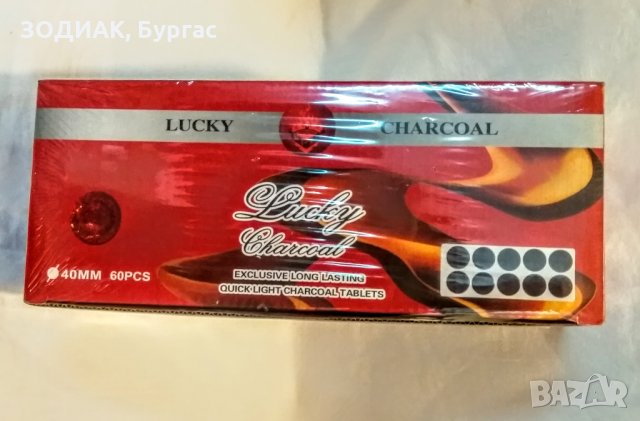 ЗОДИАК, Бургас
LUCKY CHARCOAL
Lucky
Charcoal
EXCLUSIVE LONG LASTING
QUICK-LIGHT CHARCOAL TABLETS
40MM 60PCS
BAZAR